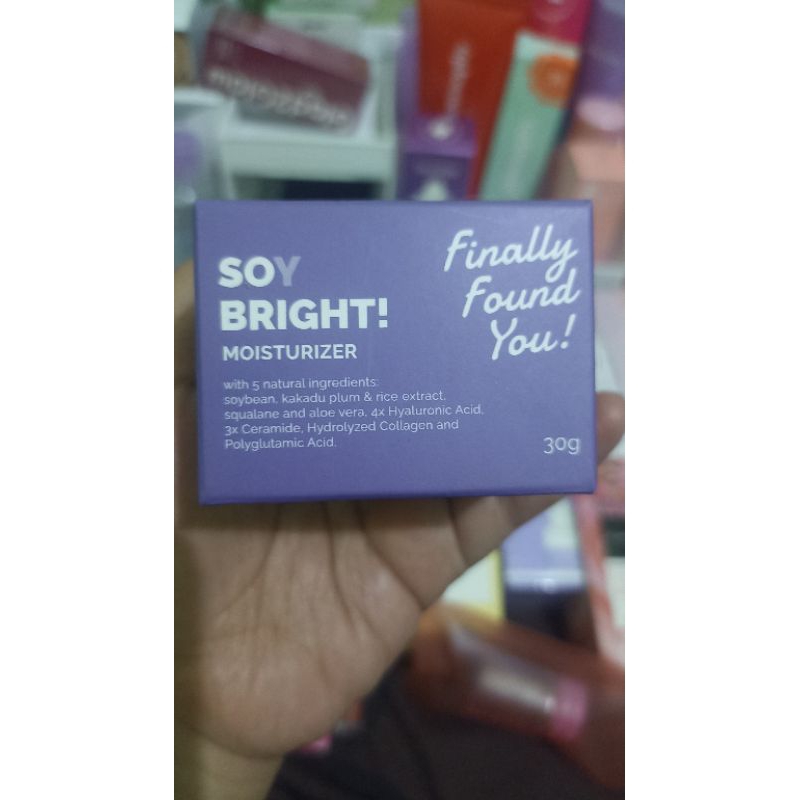 SOY
BRIGHT!
MOISTURIZER
with 5 natural ingredients:
soybean, kakadu plum & rice extract,
squalane and aloe vera, 4x Hyaluronic Acid,
3x Ceramide, Hydrolyzed Collagen and
Polyglutamic Acid.
Finally
Found
You!
30g